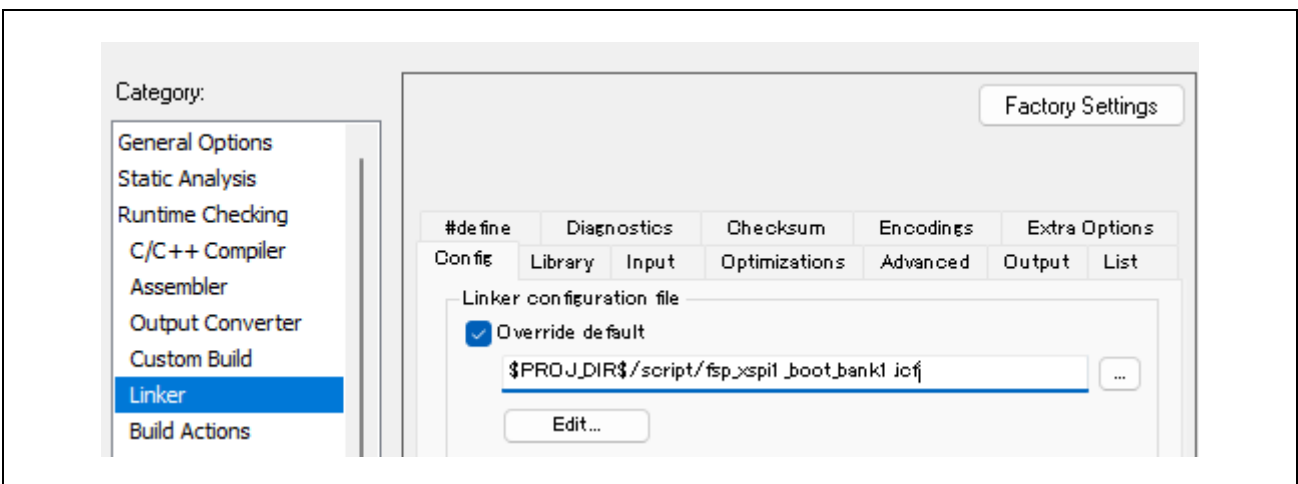 Category:
Factory Settings
General Options
Static Analysis
Runtime Checking
C/C++ Compiler
Assembler
Output Converter
Custom Build
Linker
Build Actions
#define Diagnostics Checksum Encodings Extra Options
Config Library Input Optimizations Advanced Output List
Linker configuration file
Override default
$PROJ_DIR$/script/fsp_xspi1_boot_bank1.icf
...
Edit...